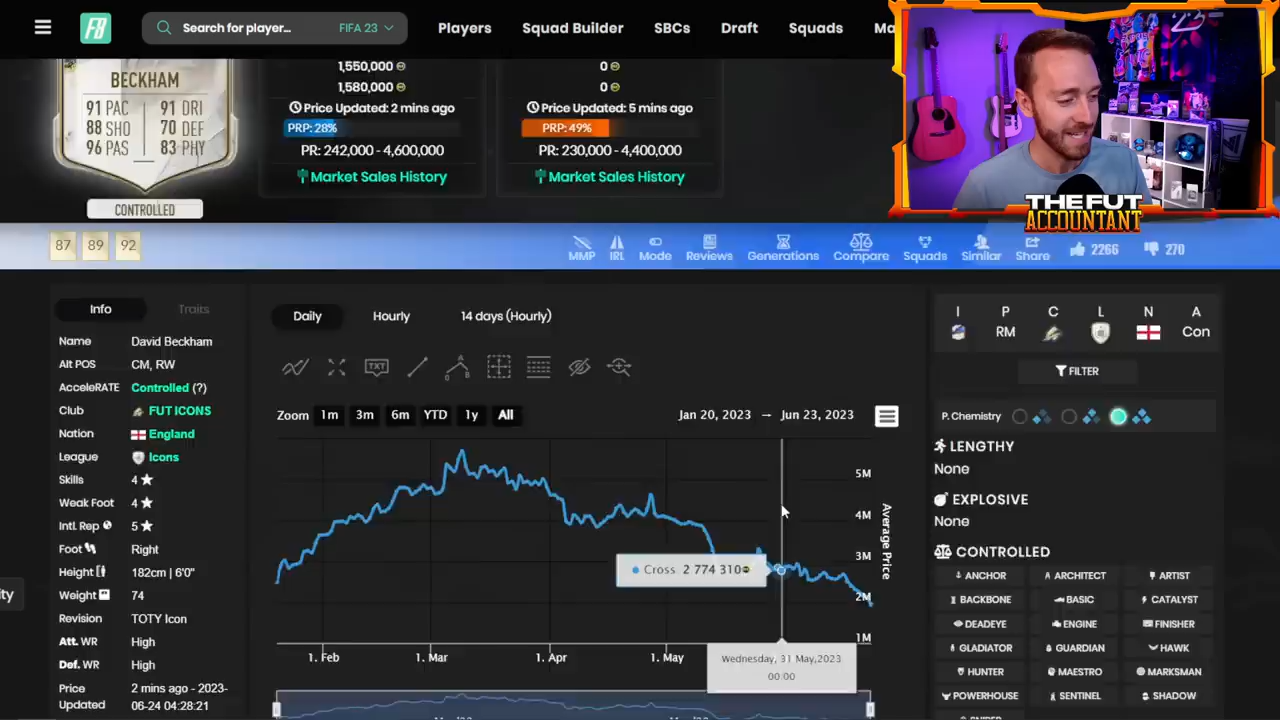 F8
Search for player...
FIFA 23
Players
Squad Builder
SBCs
Draft
Squads
BECKHAM
91 PAC 91 DRI
88 SHO 70 DEF
96 PAS 83 PHY
CONTROLLED
1,550,000
1,580,000
Price Updated: 2 mins ago
PRP: 28%
PR: 242,000 - 4,600,000
Market Sales History
0
0
Price Updated: 5 mins ago
PRP: 49%
PR: 230,000 - 4,400,000
Market Sales History
THE FUT
ACCOUNTANT
87 89 92
MMP
IRL
Mode
Reviews
Generations
Compare
Squads
Similar
Share
2266
270
Info
Traits
Name David Beckham
Alt POS CM, RW
AcceleRATE Controlled (?)
Club FUT ICONS
Nation England
League Icons
Skills 4
Weak Foot 4
Intl. Rep 5
Foot Right
Height 182cm | 6'0"
Weight 74
Revision TOTY Icon
Att. WR High
Def. WR High
Price Updated 2 mins ago - 2023-06-24 04:28:21
Daily
Hourly
14 days (Hourly)
TXT
Zoom 1m 3m 6m YTD 1y All
Jan 20, 2023 → Jun 23, 2023
5M
4M
3M
2M
1M
Average Price
Cross 2 774 310
1. Feb
1. Mar
1. Apr
1. May
Wednesday, 31 May,2023
00:00
I P C L N A
RM Con
FILTER
P. Chemistry
LENGTHY
None
EXPLOSIVE
None
CONTROLLED
ANCHOR ARCHITECT ARTIST
BACKBONE BASIC CATALYST
DEADEYE ENGINE FINISHER
GLADIATOR GUARDIAN HAWK
HUNTER MAESTRO MARKSMAN
POWERHOUSE SENTINEL SHADOW